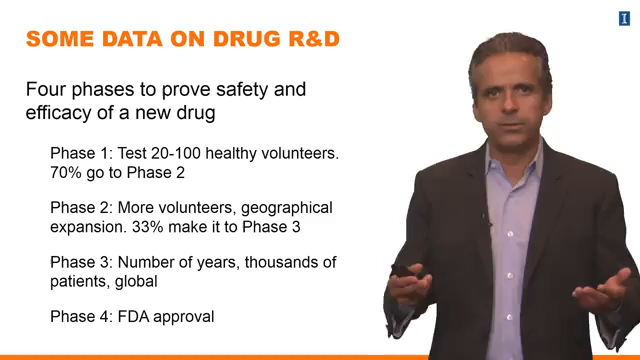 SOME DATA ON DRUG R&D
Four phases to prove safety and
efficacy of a new drug
Phase 1: Test 20-100 healthy volunteers.
70% go to Phase 2
Phase 2: More volunteers, geographical
expansion. 33% make it to Phase 3
Phase 3: Number of years, thousands of
patients, global
Phase 4: FDA approval
I